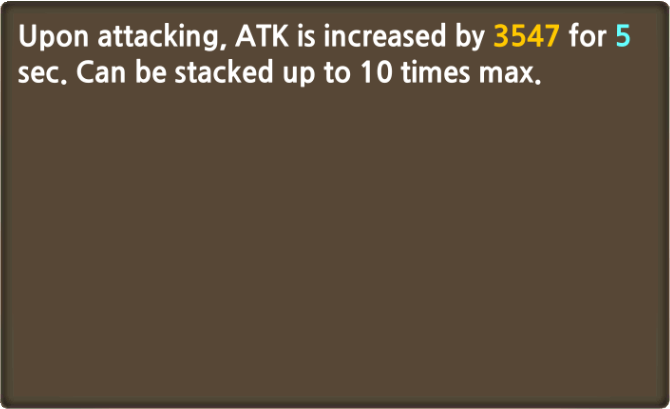 Upon attacking, ATK is increased by 3547 for 5
sec. Can be stacked up to 10 times max.